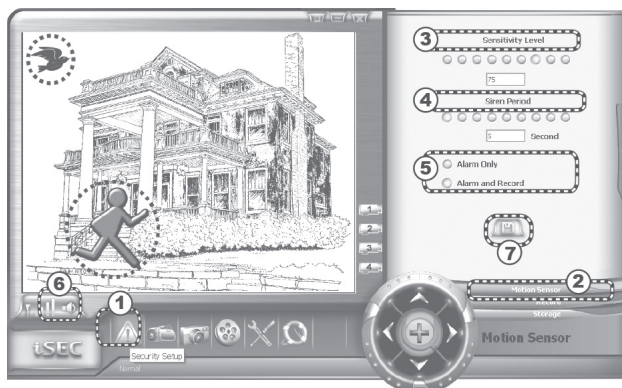 3
Sensitivity Level
75
4
Siren Period
5 Second
5
Alarm Only
Alarm and Record
7
1
2
3
4
6
1
2
Motion Sensor
Record
Storage
iSEC
Security Setup
Normal
Motion Sensor